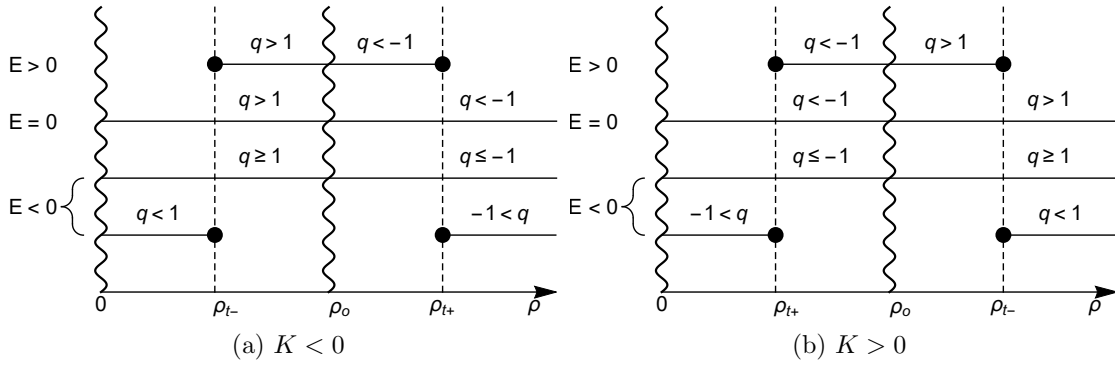 q > 1 q < -1
E > 0
q > 1 q < -1
E = 0
q ≥ 1 q ≤ -1
E < 0
q < 1 -1 < q
0 ρt− ρo ρt+ ρ
(a) K < 0
q < -1 q > 1
E > 0
q < -1 q > 1
E = 0
q ≤ -1 q ≥ 1
E < 0
-1 < q q < 1
0 ρt+ ρo ρt− ρ
(b) K > 0